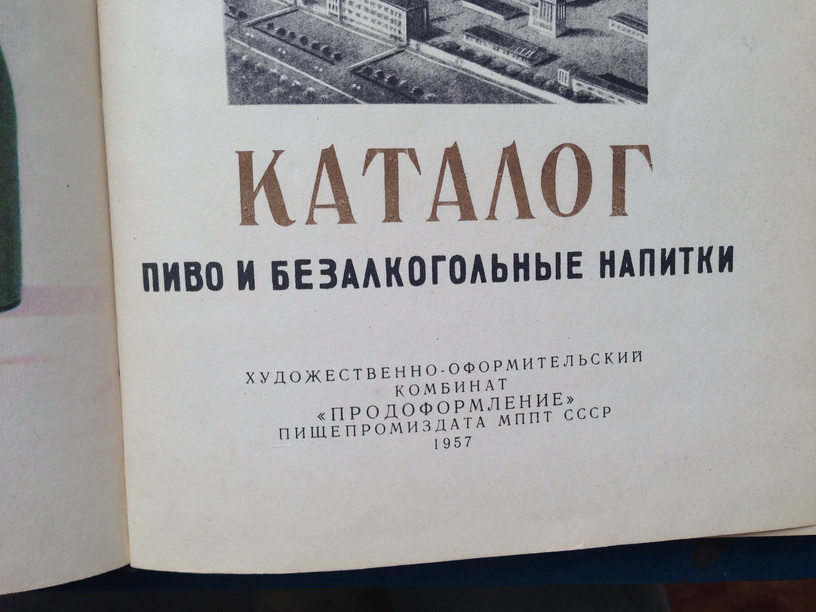 КАТАЛОГ
ПИВО И БЕЗАЛКОГОЛЬНЫЕ НАПИТКИ
ХУДОЖЕСТВЕННО-ОФОРМИТЕЛЬСКИЙ
КОМБИНАТ
«ПРОДОФОРМЛЕНИЕ»
ПИЩЕПРОМИЗДАТА МППТ СССР
1957